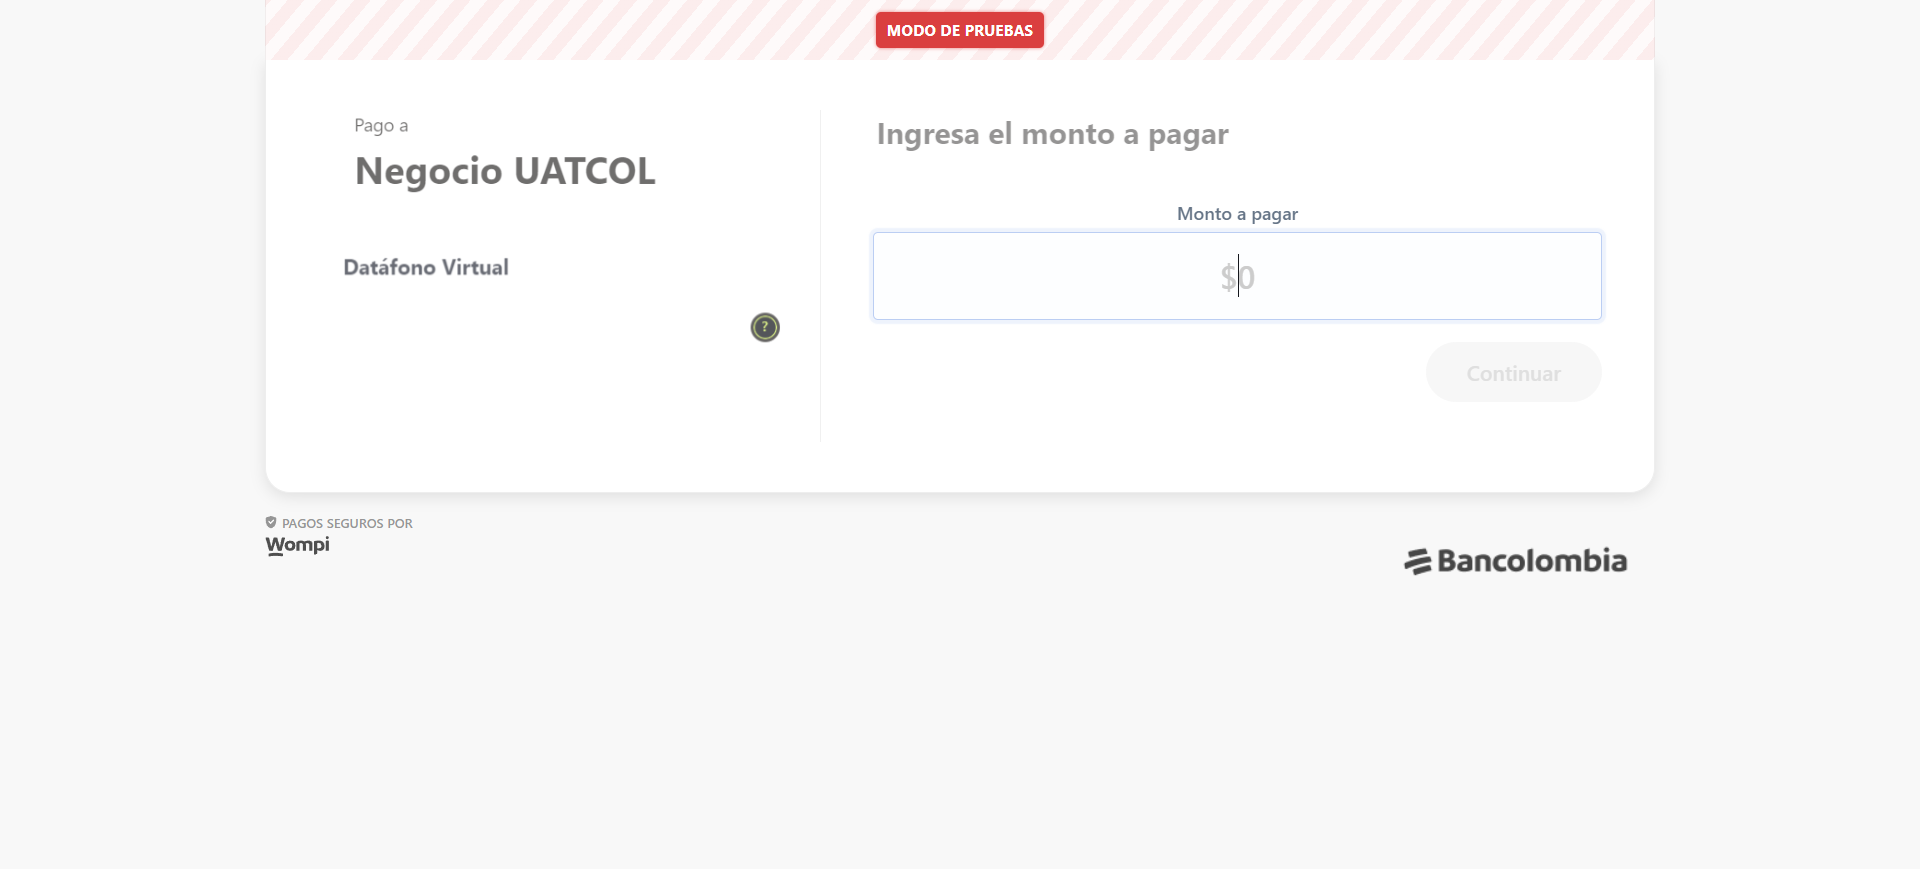 MODO DE PRUEBAS
Pago a
Negocio UATCOL
Datáfono Virtual
?
Ingresa el monto a pagar
Monto a pagar
$0
Continuar
PAGOS SEGUROS POR
Wompi
Bancolombia